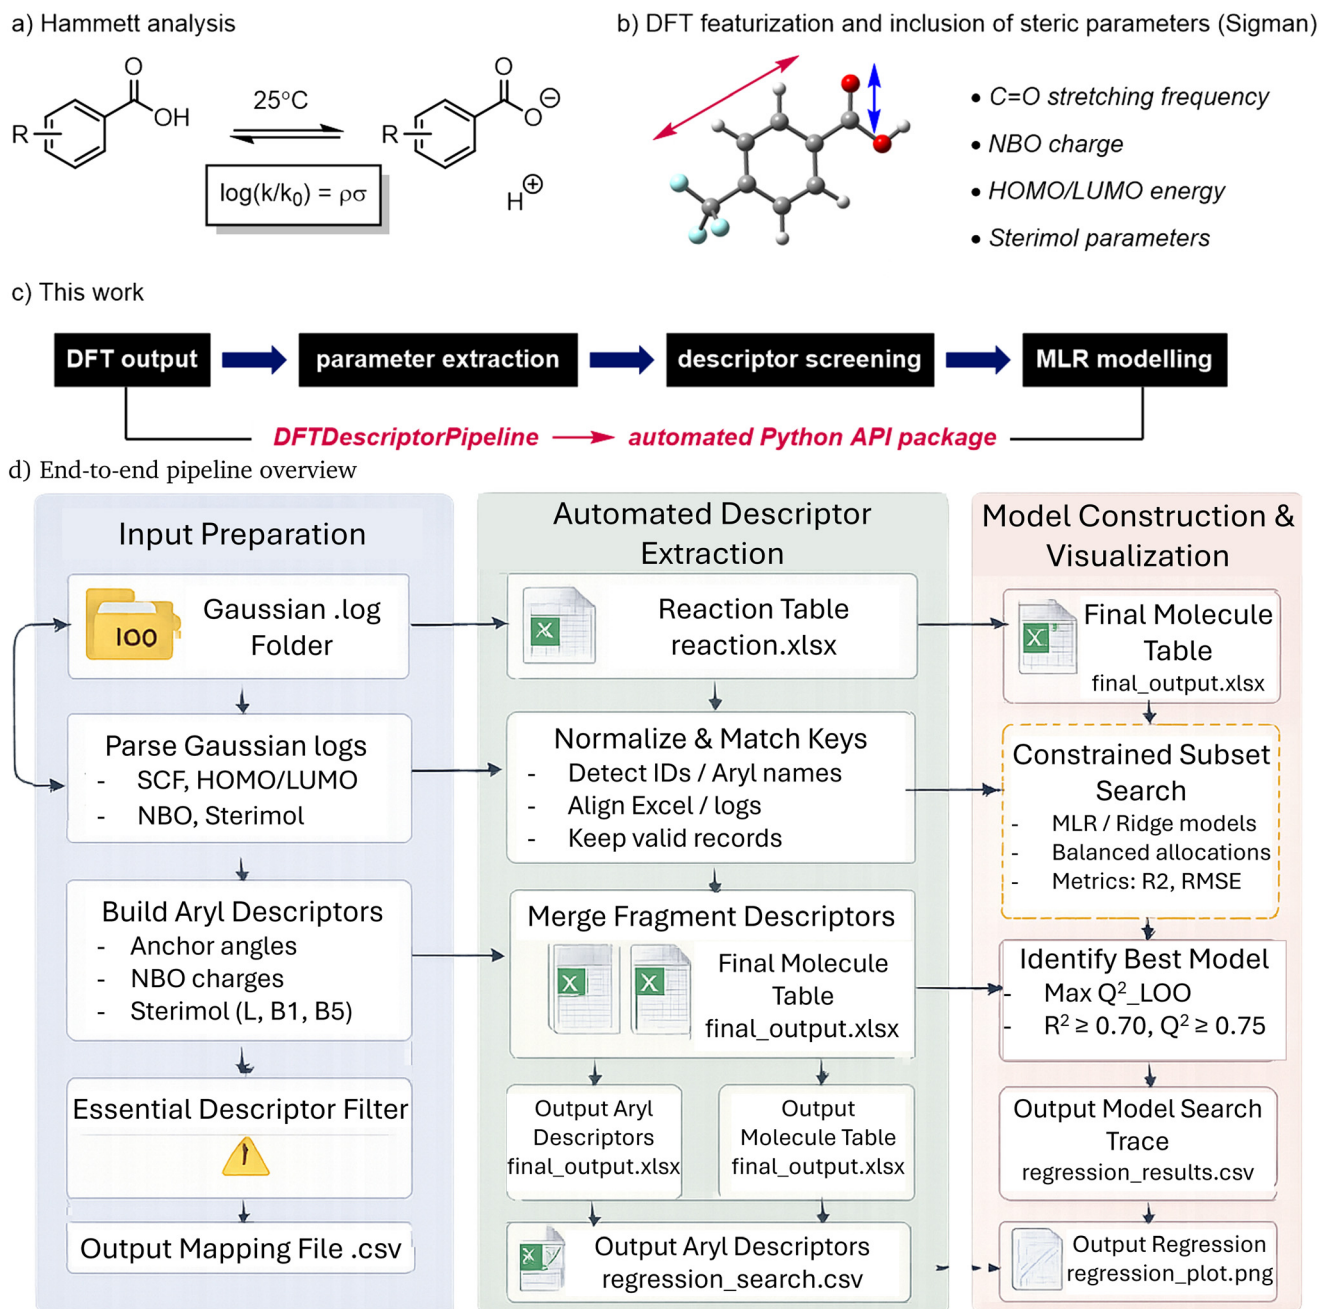 a) Hammett analysis
b) DFT featurization and inclusion of steric parameters (Sigman)
O
OH
R
25°C
log(k/k₀) = ρσ
O
O⊖
R
H⊕
• C=O stretching frequency
• NBO charge
• HOMO/LUMO energy
• Sterimol parameters
c) This work
DFT output
parameter extraction
descriptor screening
MLR modelling
DFTDescriptorPipeline
automated Python API package
d) End-to-end pipeline overview
Input Preparation
100
Gaussian .log
Folder
Parse Gaussian logs
- SCF, HOMO/LUMO
- NBO, Sterimol
Build Aryl Descriptors
- Anchor angles
- NBO charges
- Sterimol (L, B1, B5)
Essential Descriptor Filter
Output Mapping File .csv
Automated Descriptor
Extraction
X
Reaction Table
reaction.xlsx
Normalize & Match Keys
- Detect IDs / Aryl names
- Align Excel / logs
- Keep valid records
Merge Fragment Descriptors
X
X
Final Molecule
Table
final_output.xlsx
Output Aryl
Descriptors
final_output.xlsx
Output
Molecule Table
final_output.xlsx
X
Output Aryl Descriptors
regression_search.csv
Model Construction &
Visualization
X
Final Molecule
Table
final_output.xlsx
Constrained Subset
Search
- MLR / Ridge models
- Balanced allocations
- Metrics: R2, RMSE
Identify Best Model
- Max Q²_LOO
- R² ≥ 0.70, Q² ≥ 0.75
Output Model Search
Trace
regression_results.csv
Output Regression
regression_plot.png